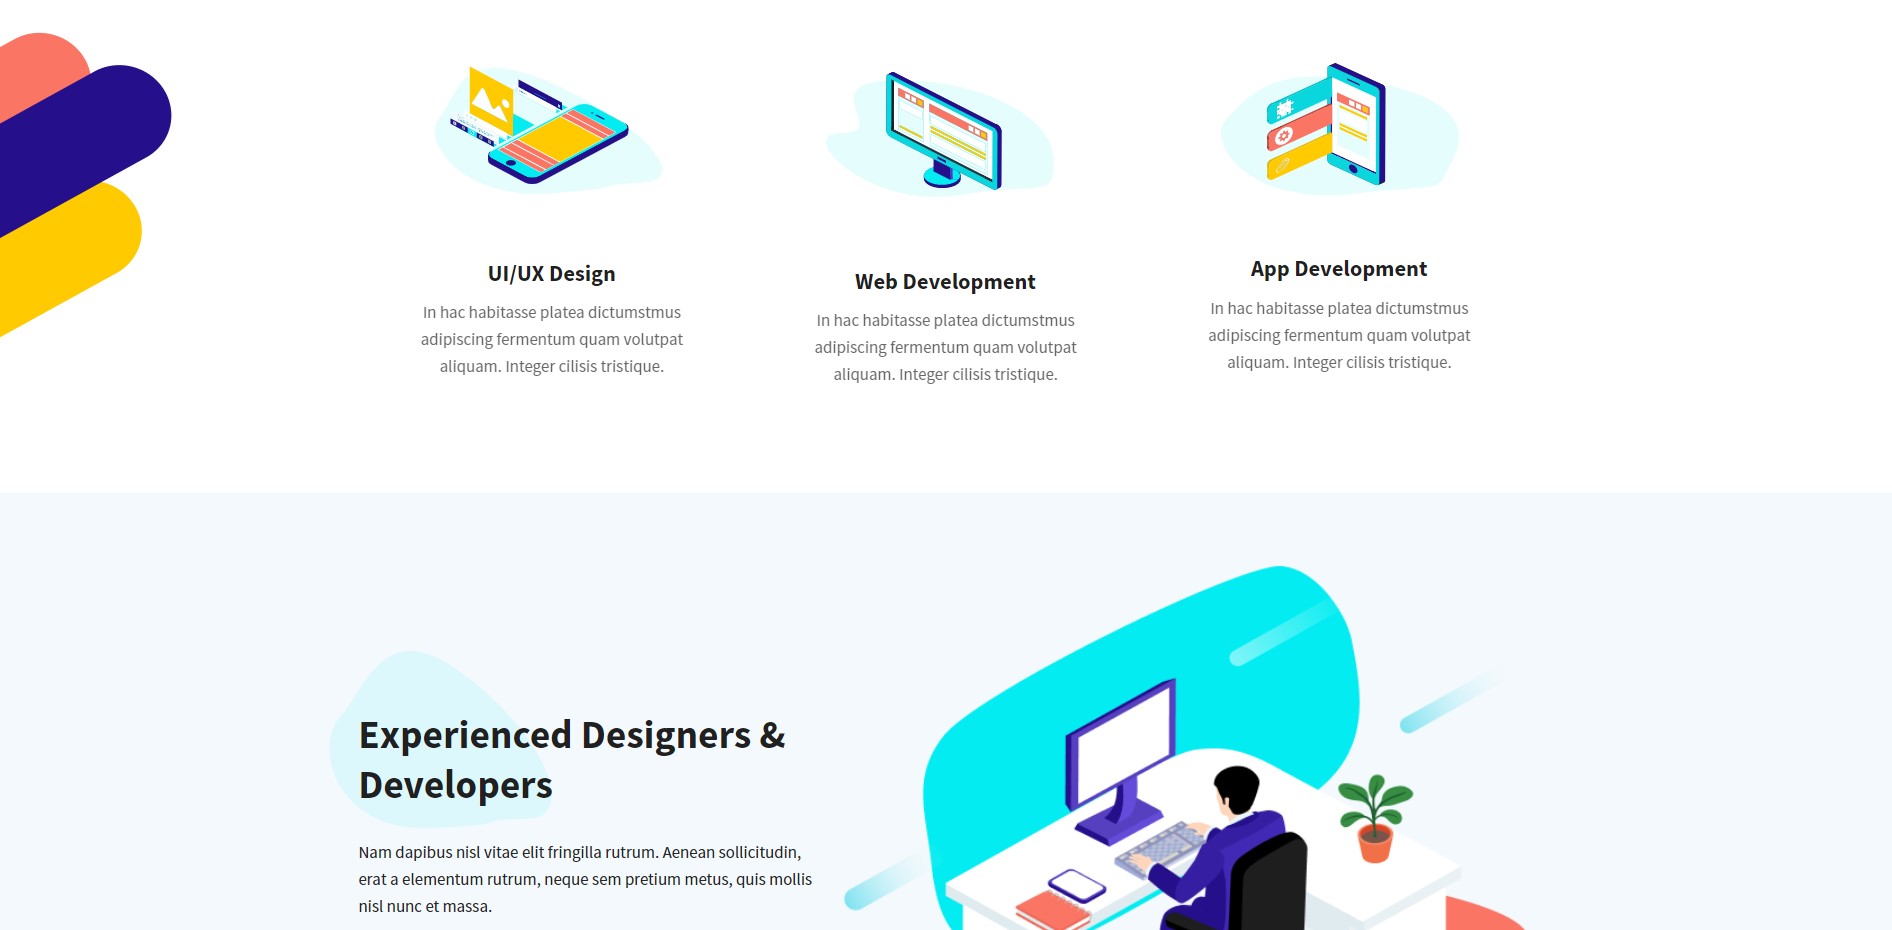 UI/UX Design
In hac habitasse platea dictumstmus
adipiscing fermentum quam volutpat
aliquam. Integer cilisis tristique.
Web Development
In hac habitasse platea dictumstmus
adipiscing fermentum quam volutpat
aliquam. Integer cilisis tristique.
App Development
In hac habitasse platea dictumstmus
adipiscing fermentum quam volutpat
aliquam. Integer cilisis tristique.
Experienced Designers &
Developers
Nam dapibus nisl vitae elit fringilla rutrum. Aenean sollicitudin,
erat a elementum rutrum, neque sem pretium metus, quis mollis
nisl nunc et massa.